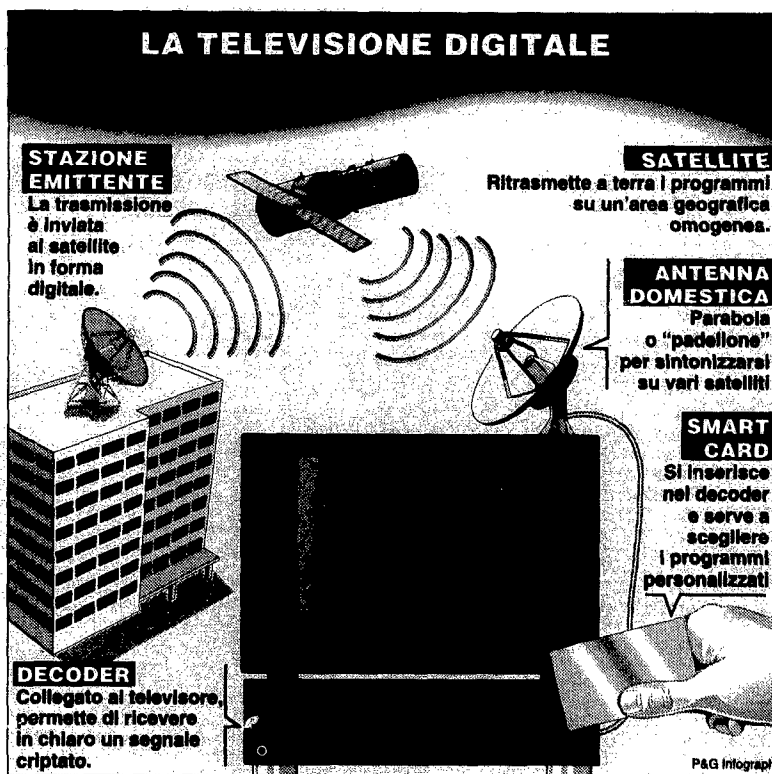 LA TELEVISIONE DIGITALE
STAZIONE
EMITTENTE
La trasmissione
è inviata
al satellite
in forma
digitale.
SATELLITE
Ritrasmette a terra i programmi
su un'area geografica
omogenea.
ANTENNA
DOMESTICA
Parabola
o "padellone"
per sintonizzarsi
su vari satelliti
SMART
CARD
Si inserisce
nel decoder
e serve a
scegliere
i programmi
personalizzati
DECODER
Collegato al televisore,
permette di ricevere
in chiaro un segnale
criptato.
P&G Infograph